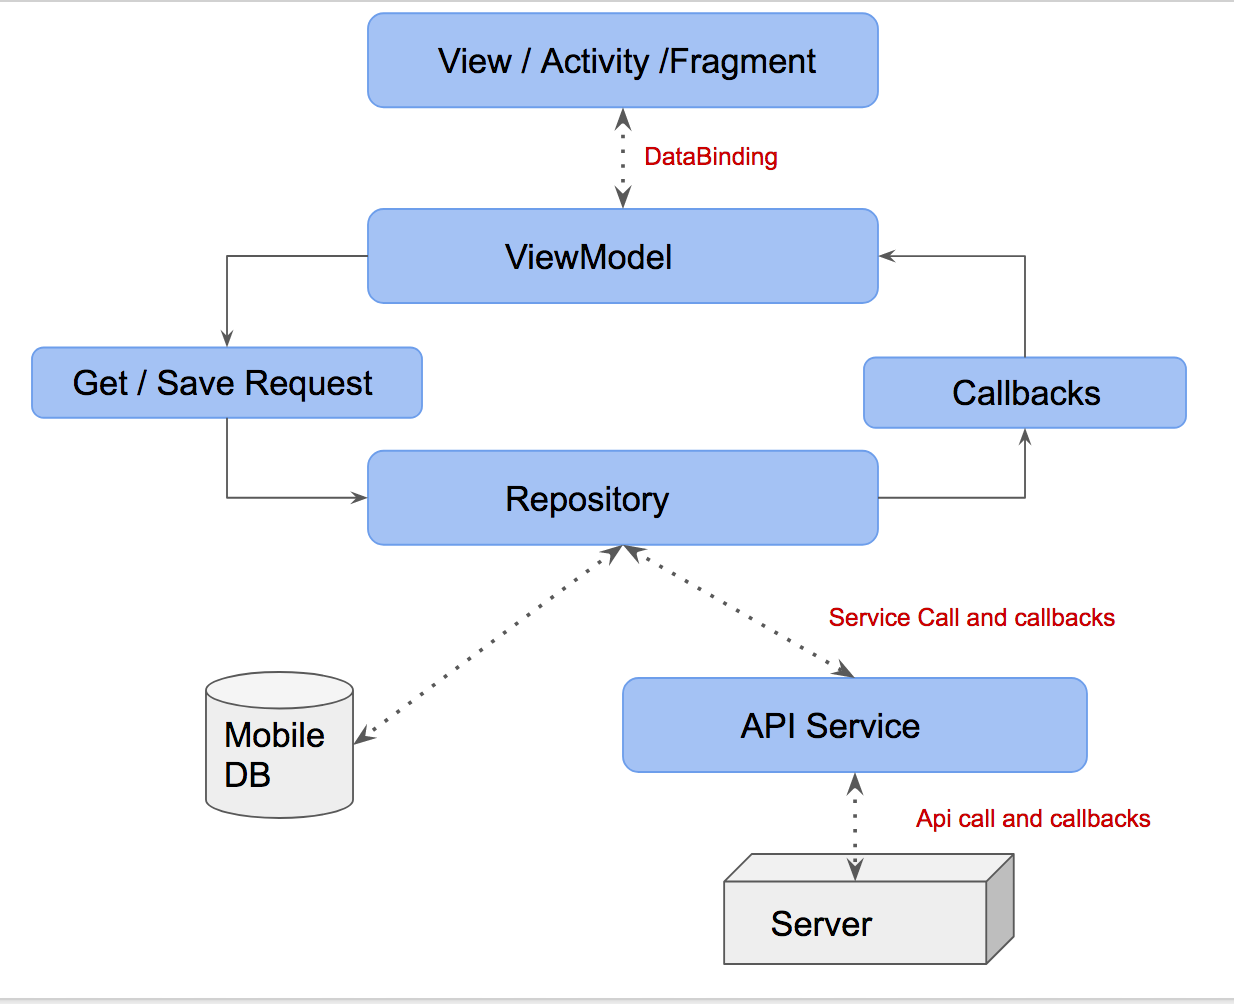 View / Activity /Fragment
DataBinding
ViewModel
Get / Save Request
Callbacks
Repository
Service Call and callbacks
Mobile
DB
API Service
Api call and callbacks
Server